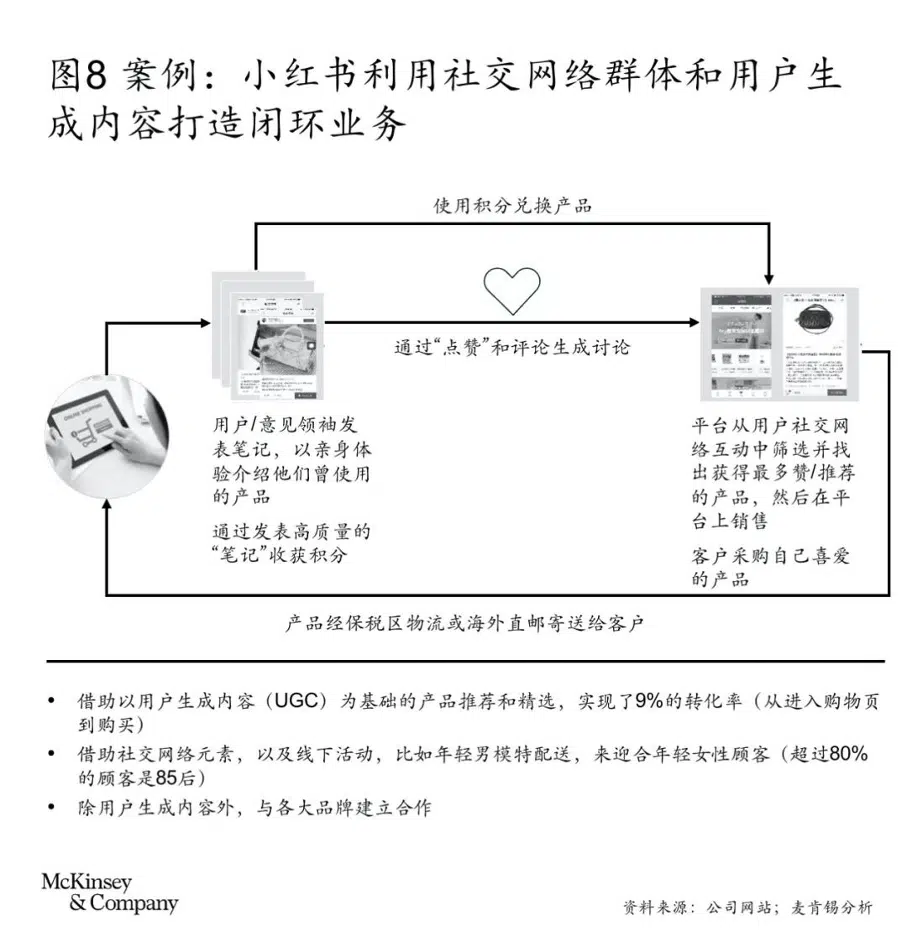 图8 案例：小红书利用社交网络群体和用户生
成内容打造闭环业务
使用积分兑换产品
通过“点赞”和评论生成讨论
ONLINE SHOPPING
用户/意见领袖发
表笔记，以亲身体
验介绍他们曾使用
的产品
通过发表高质量的
“笔记”收获积分
平台从用户社交网
络互动中筛选并找
出获得最多赞/推荐
的产品，然后在平
台上销售
客户采购自己喜爱
的产品
产品经保税区物流或海外直邮寄送给客户
• 借助以用户生成内容（UGC）为基础的产品推荐和精选，实现了9%的转化率（从进入购物页
到购买）
• 借助社交网络元素，以及线下活动，比如年轻男模特配送，来迎合年轻女性顾客（超过80%
的顾客是85后）
• 除用户生成内容外，与各大品牌建立合作
McKinsey
& Company
资料来源：公司网站；麦肯锡分析